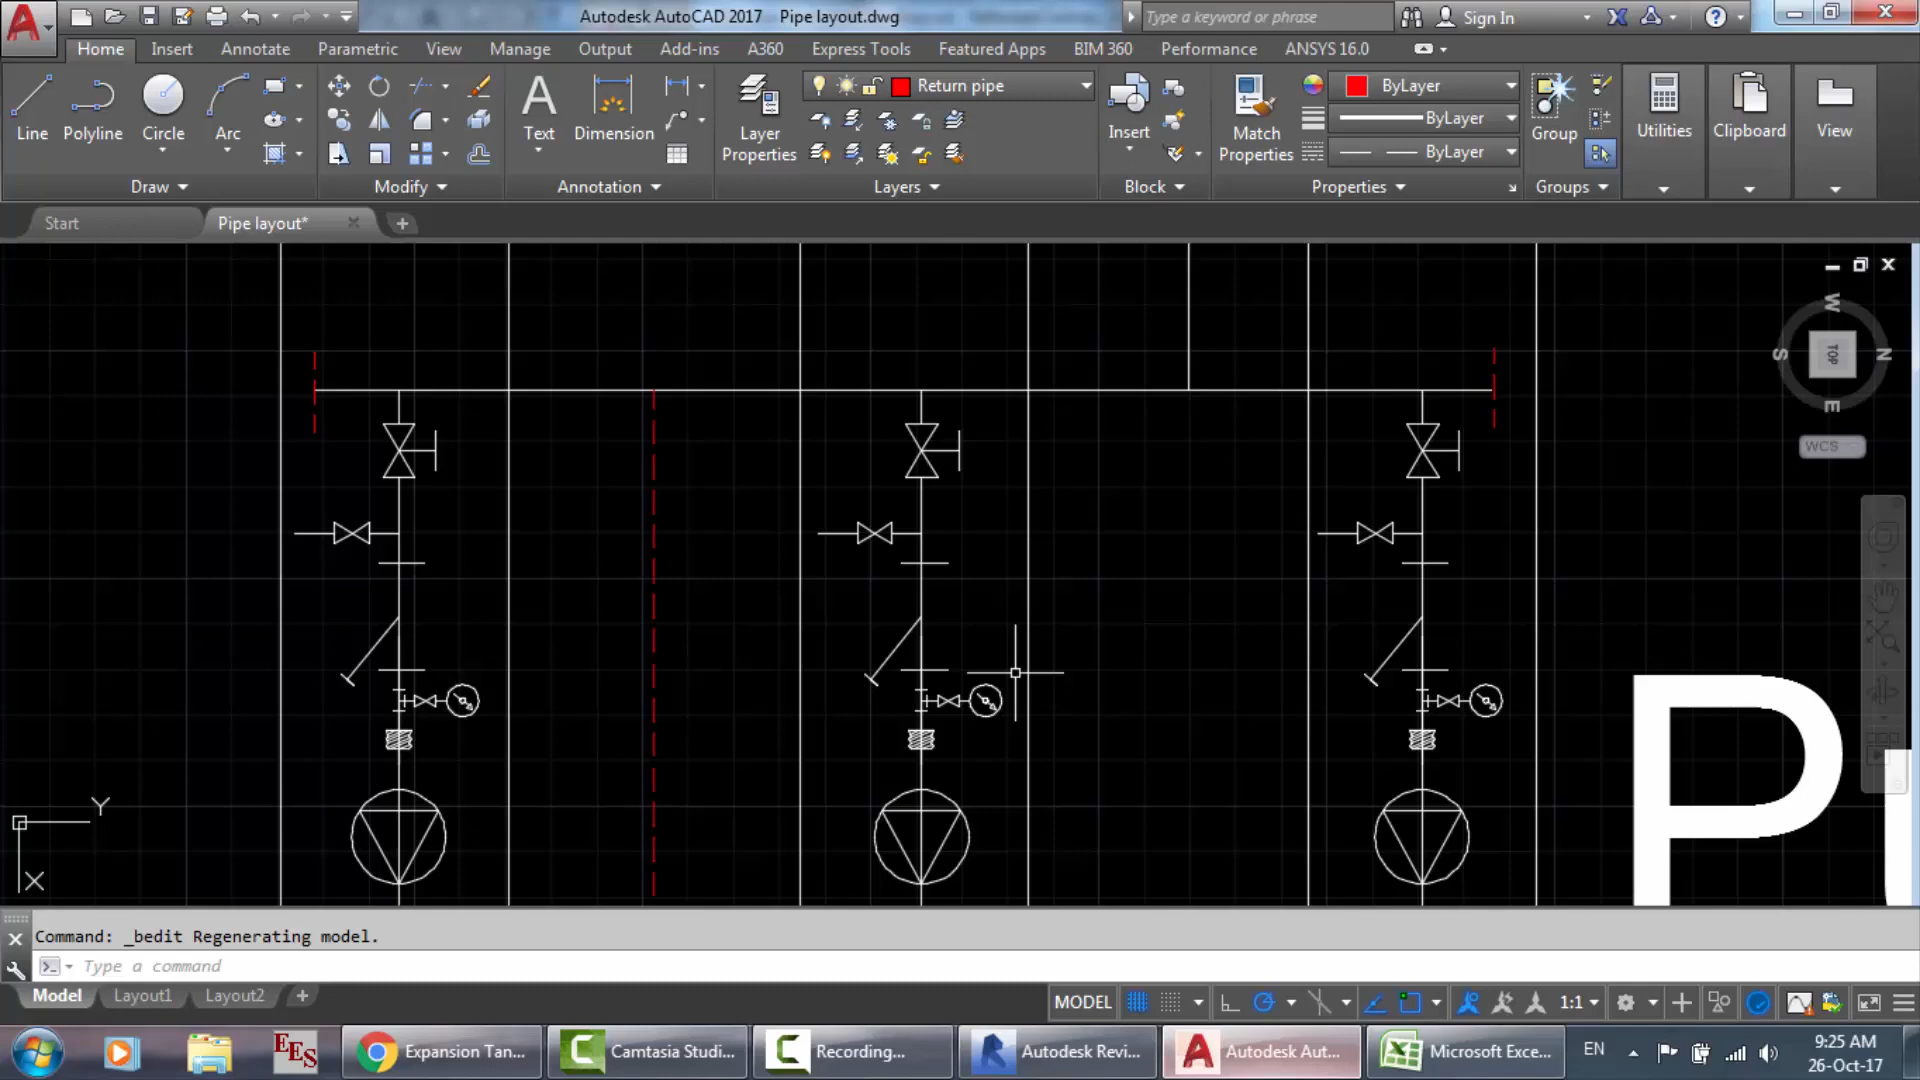 Autodesk AutoCAD 2017 Pipe layout.dwg
Type a keyword or phrase
Sign In
Home Insert Annotate Parametric View Manage Output Add-ins A360 Express Tools Featured Apps BIM 360 Performance ANSYS 16.0
Return pipe
ByLayer
ByLayer
ByLayer
Line Polyline Circle Arc
Text Dimension
Layer Properties
Insert
Match Properties
Group
Utilities Clipboard View
Draw Modify Annotation Layers Block Properties Groups
Start Pipe layout*
W
S TOP N
E
WCS
Y
X
Pu
Command: _bedit Regenerating model.
Type a command
Model Layout1 Layout2
MODEL 1:1
EES
Expansion Tan...
Camtasia Studi...
Recording...
Autodesk Revi...
Autodesk Aut...
Microsoft Exce...
EN
9:25 AM
26-Oct-17